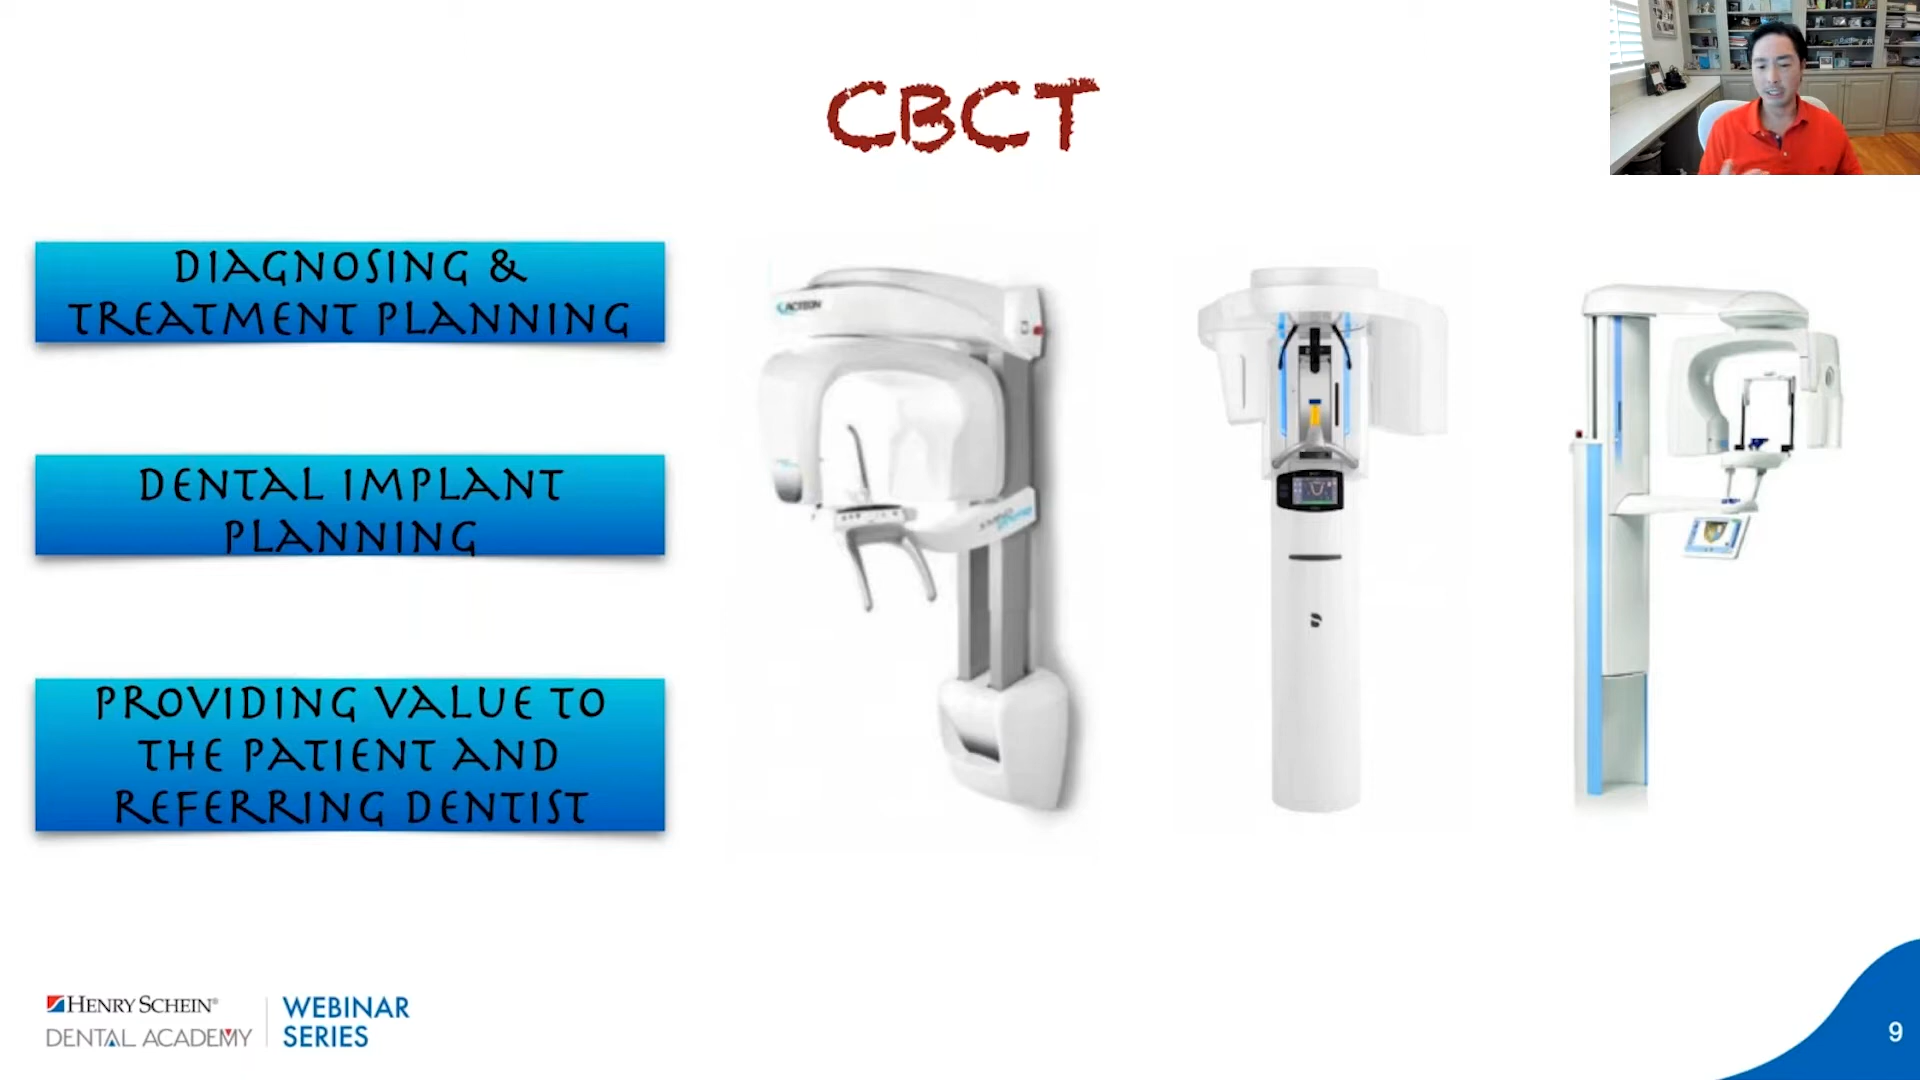 CBCT
DIAGNOSING &
TREATMENT PLANNING
DENTAL IMPLANT
PLANNING
PROVIDING VALUE TO
THE PATIENT AND
REFERRING DENTIST
ACTEON
HENRY SCHEIN®
DENTAL ACADEMY
WEBINAR
SERIES
9